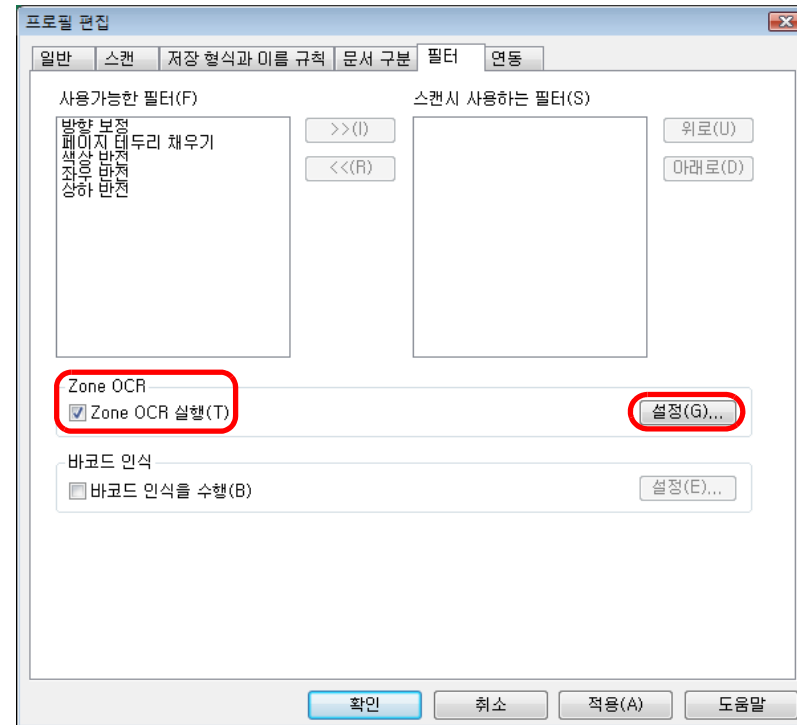 프로필 편집
일반 스캔 저장 형식과 이름 규칙 문서 구분 필터 연동
사용가능한 필터(F) 스캔시 사용하는 필터(S)
방향 보정
페이지 테두리 채우기
색상 반전
좌우 반전
상하 반전
>>(I)
<<(R)
위로(U)
아래로(D)
Zone OCR
Zone OCR 실행(T) 설정(G)...
바코드 인식
바코드 인식을 수행(B) 설정(E)...
확인 취소 적용(A) 도움말